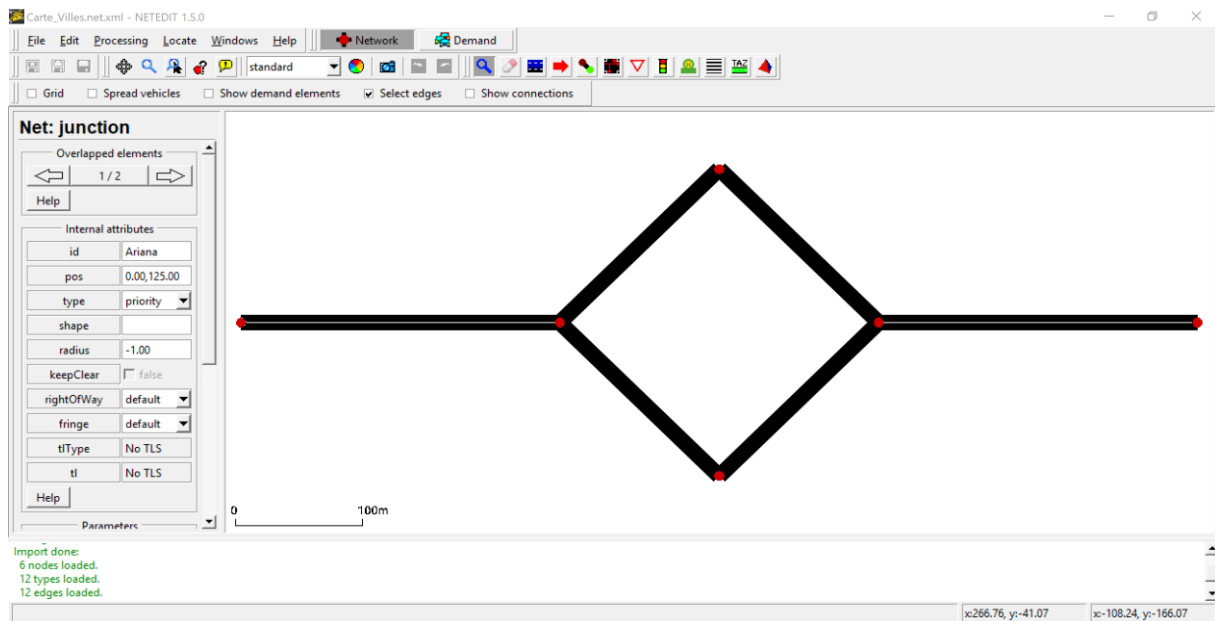 Carte_Villes.net.xml - NETEDIT 1.5.0
File Edit Processing Locate Windows Help Network Demand
standard TAZ
Grid Spread vehicles Show demand elements Select edges Show connections
Net: junction
Overlapped elements
1 / 2
Help
Internal attributes
id Ariana
pos 0.00,125.00
type priority
shape
radius -1.00
keepClear false
rightOfWay default
fringe default
tlType No TLS
tl No TLS
Help
Parameters
0 100m
Import done:
6 nodes loaded.
12 types loaded.
12 edges loaded.
x:266.76, y:-41.07 x:-108.24, y:-166.07